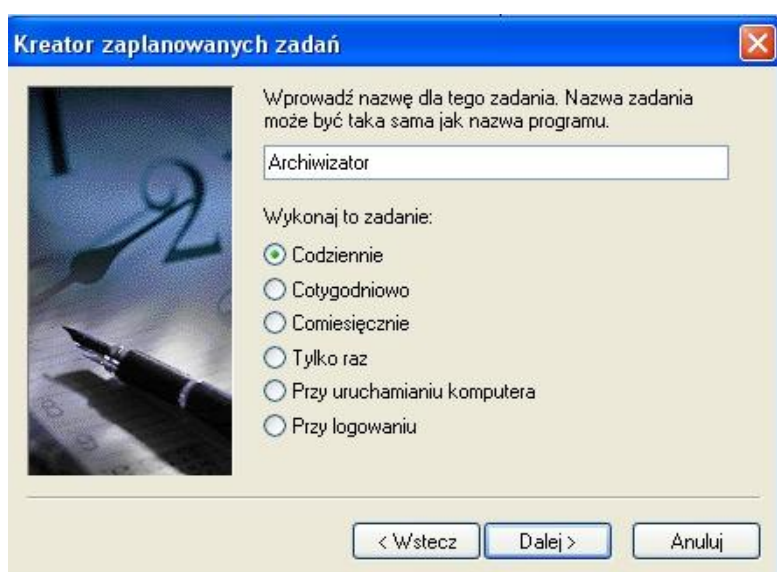 Kreator zaplanowanych zadań
Wprowadź nazwę dla tego zadania. Nazwa zadania
może być taka sama jak nazwa programu.
Archiwizator
Wykonaj to zadanie:
Codziennie
Cotygodniowo
Comiesięcznie
Tylko raz
Przy uruchamianiu komputera
Przy logowaniu
< Wstecz Dalej > Anuluj